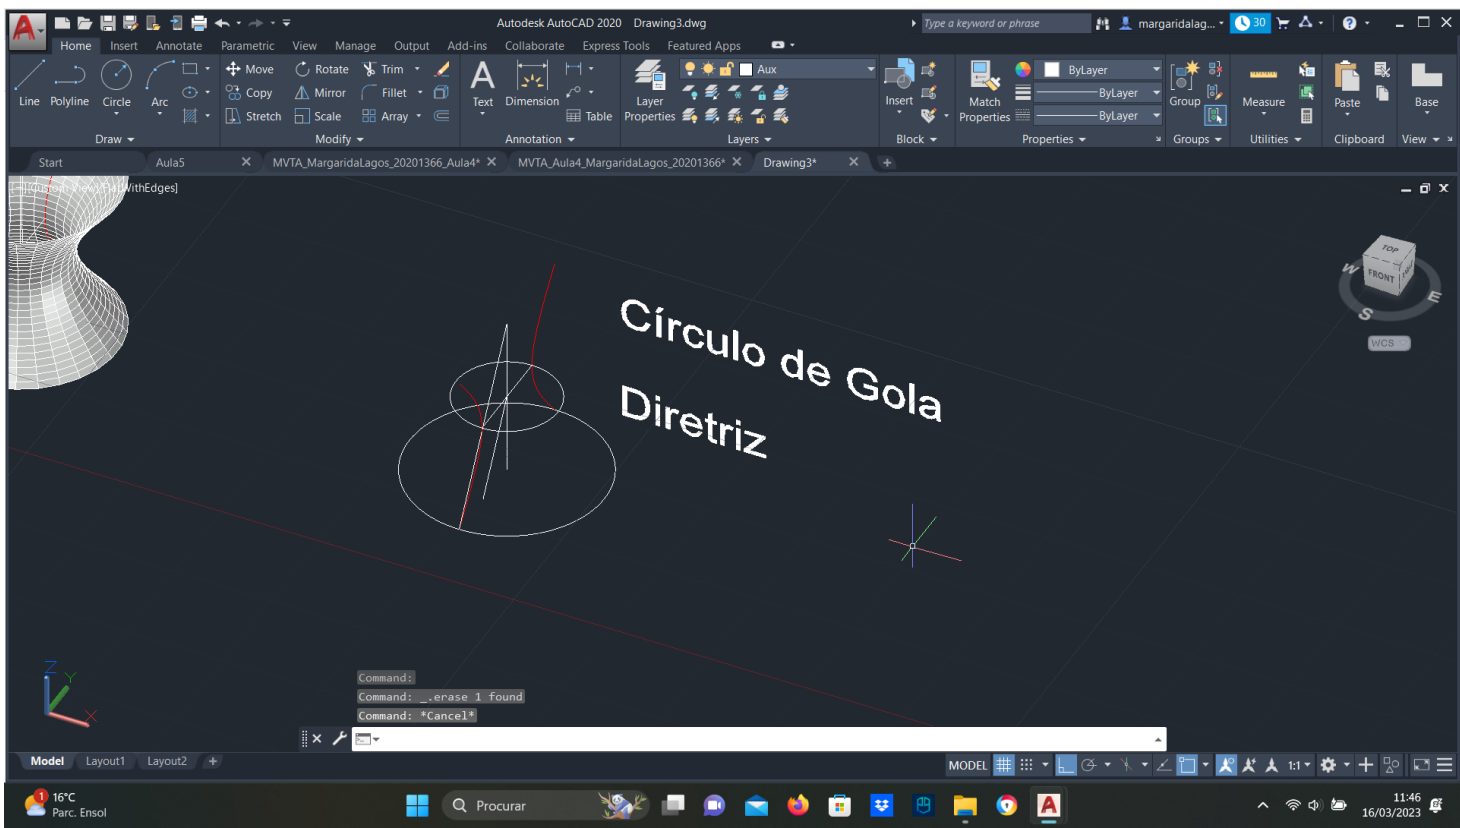 Autodesk AutoCAD 2020 Drawing3.dwg
Type a keyword or phrase
margaridalag...
30
Home Insert Annotate Parametric View Manage Output Add-ins Collaborate Express Tools Featured Apps
Line Polyline Circle Arc
Move Rotate Trim
Copy Mirror Fillet
Stretch Scale Array
Text Dimension
Table
Layer Properties
Aux
Insert
Match Properties
ByLayer
ByLayer
ByLayer
Group
Measure
Paste
Base
Draw Modify Annotation Layers Block Properties Groups Utilities Clipboard View
Start Aula5 MVTA_MargaridaLagos_20201366_Aula4* MVTA_Aula4_MargaridaLagos_20201366* Drawing3*
WithEdges]
TOP
FRONT
W
E
S
WCS
Círculo de Gola
Diretriz
Z
Y
X
Command:
Command: _.erase 1 found
Command: *Cancel*
Model Layout1 Layout2
MODEL
1:1
1
16°C
Parc. Ensol
Procurar
11:46
16/03/2023